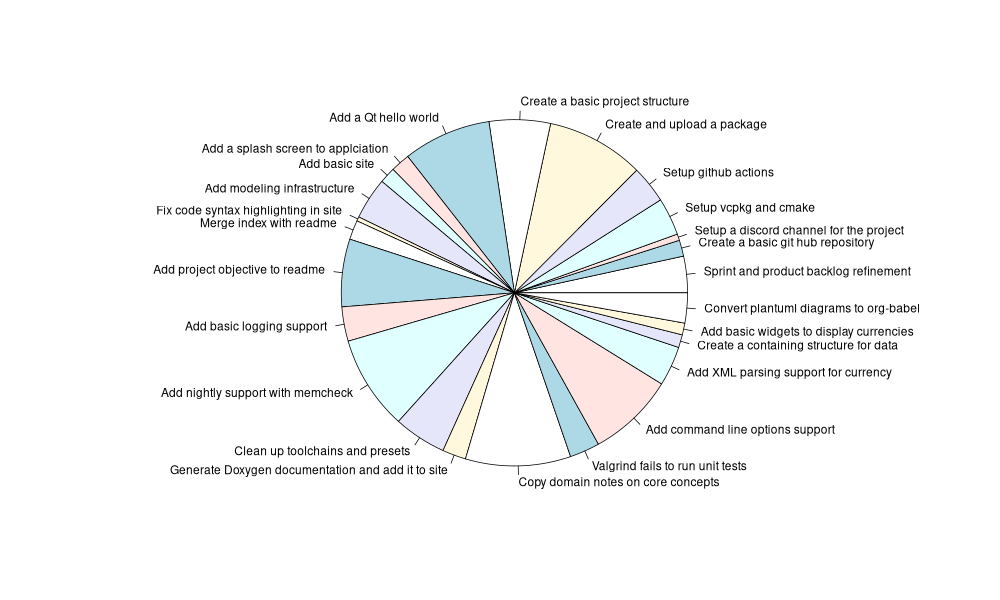 Create a basic project structure
Add a Qt hello world
Create and upload a package
Add a splash screen to applciation
Add basic site
Setup github actions
Add modeling infrastructure
Setup vcpkg and cmake
Fix code syntax highlighting in site
Merge index with readme
Setup a discord channel for the project
Create a basic git hub repository
Add project objective to readme
Sprint and product backlog refinement
Convert plantuml diagrams to org-babel
Add basic logging support
Add basic widgets to display currencies
Create a containing structure for data
Add XML parsing support for currency
Add nightly support with memcheck
Add command line options support
Clean up toolchains and presets
Valgrind fails to run unit tests
Generate Doxygen documentation and add it to site
Copy domain notes on core concepts